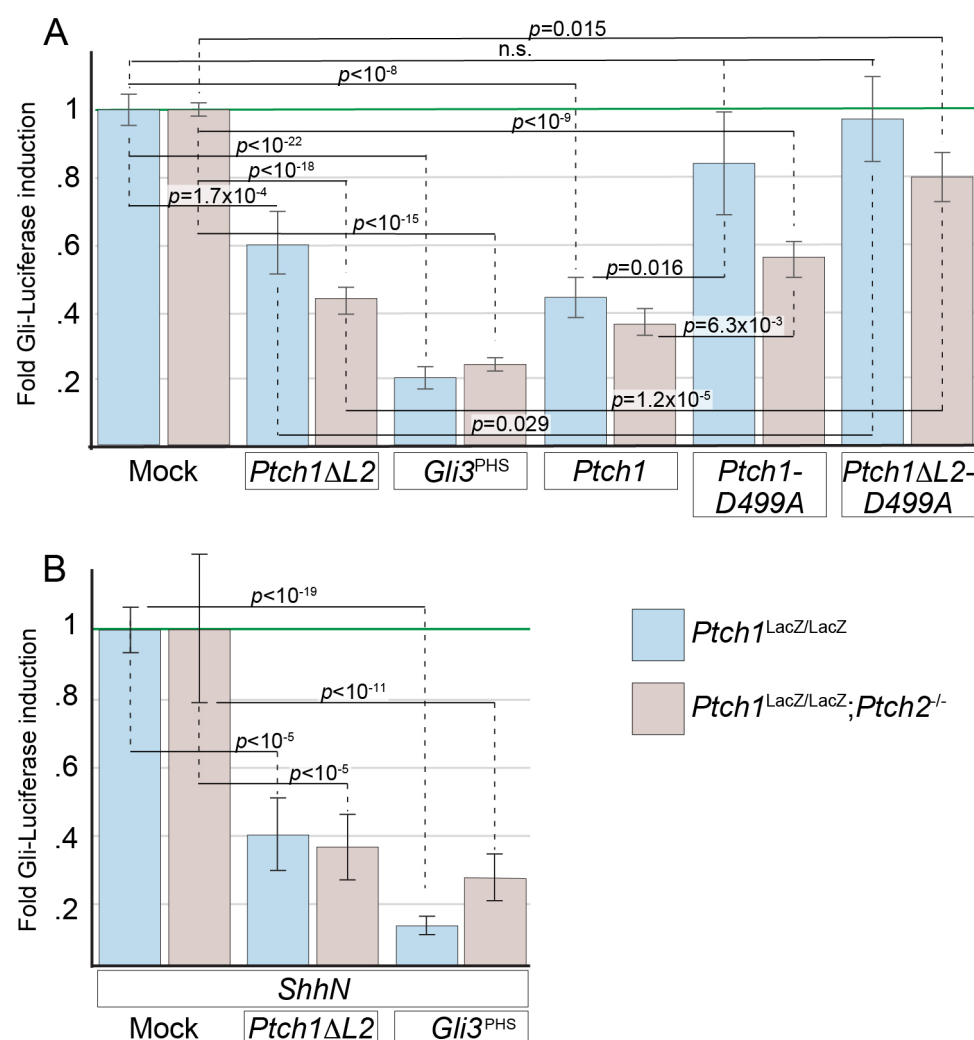 A
p=0.015
n.s.
p<10⁻⁸
1
p<10⁻⁹
p<10⁻²²
.8
p<10⁻¹⁸
p=1.7x10⁻⁴
p<10⁻¹⁵
.6
p=0.016
.4
p=6.3x10⁻³
.2
p=1.2x10⁻⁵
p=0.029
Fold Gli-Luciferase induction
Mock Ptch1ΔL2 Gli3ᴾᴴˢ Ptch1 Ptch1- Ptch1ΔL2-
D499A D499A
B
p<10⁻¹⁹
1
.8
p<10⁻¹¹
p<10⁻⁵
.6
p<10⁻⁵
.4
.2
Fold Gli-Luciferase induction
ShhN
Mock Ptch1ΔL2 Gli3ᴾᴴˢ
Ptch1LacZ/LacZ
Ptch1LacZ/LacZ;Ptch2-/-